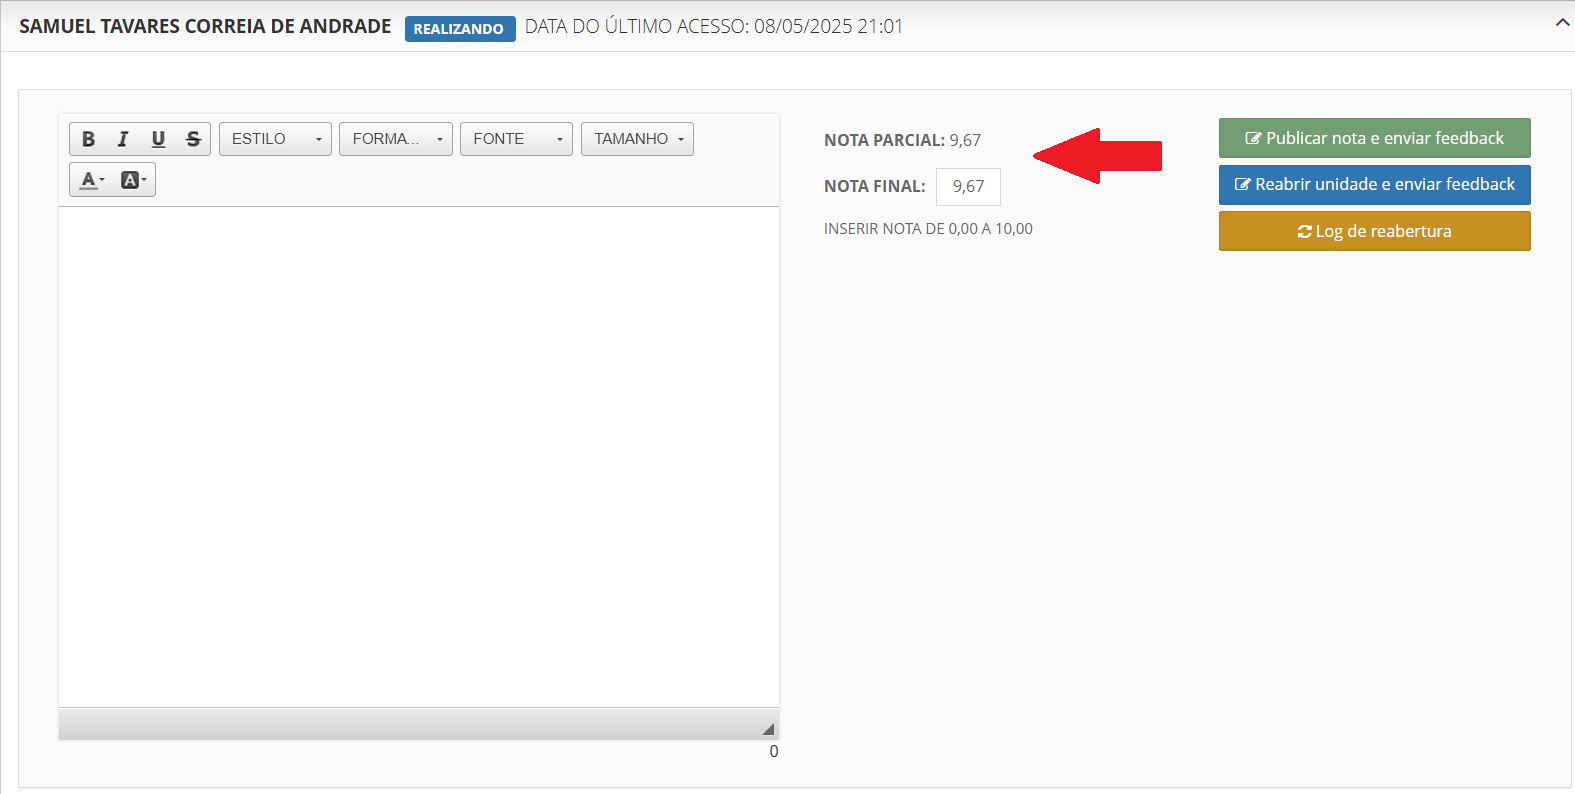 SAMUEL TAVARES CORREIA DE ANDRADE REALIZANDO DATA DO ÚLTIMO ACESSO: 08/05/2025 21:01
B I U S ESTILO FORMA... FONTE TAMANHO
A A
NOTA PARCIAL: 9,67
NOTA FINAL: 9,67
INSERIR NOTA DE 0,00 A 10,00
Publicar nota e enviar feedback
Reabrir unidade e enviar feedback
Log de reabertura
0